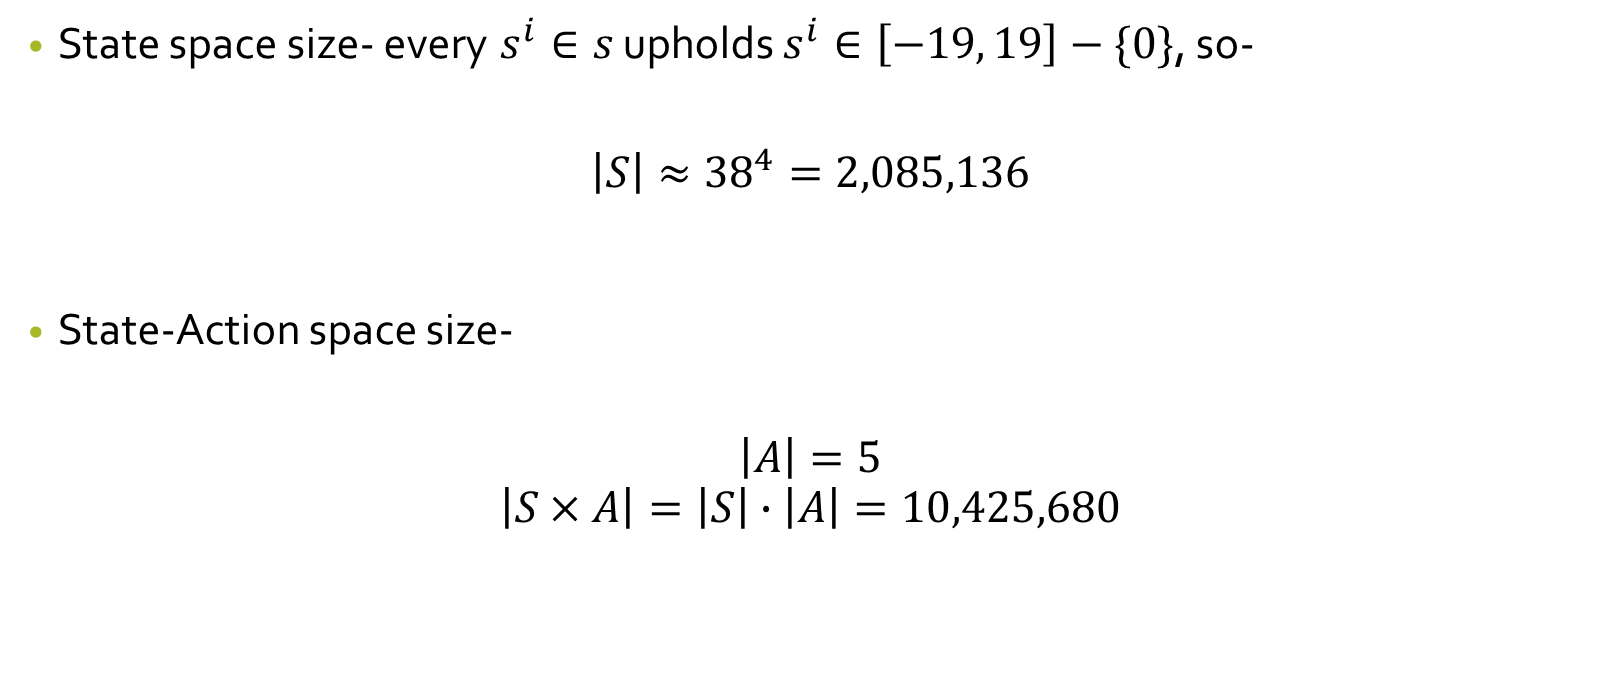 • State space size- every sⁱ ∈ s upholds sⁱ ∈ [−19, 19] − {0}, so-
|S| ≈ 38⁴ = 2,085,136
• State-Action space size-
|A| = 5
|S × A| = |S| · |A| = 10,425,680